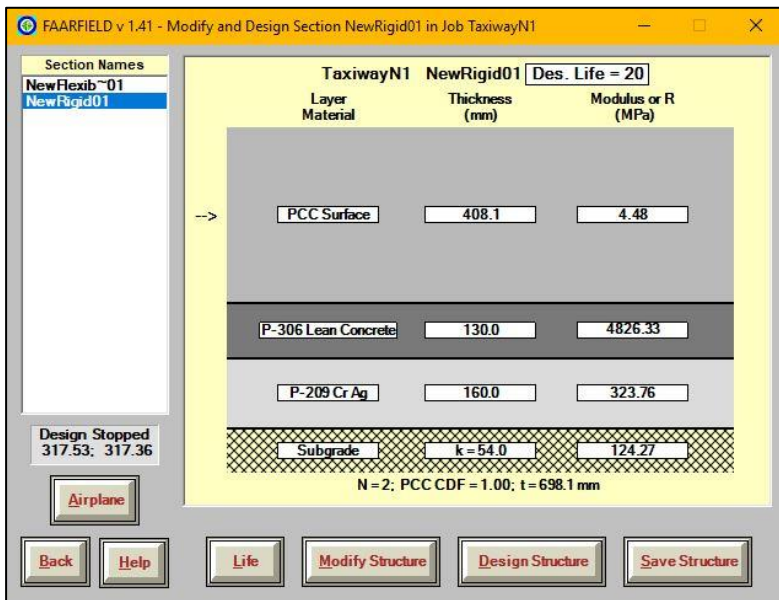 FAARFIELD v 1.41 - Modify and Design Section NewRigid01 in Job TaxiwayN1
Section Names
NewFlexib~01
NewRigid01
Design Stopped
317.53; 317.36
Airplane
Back
Help
TaxiwayN1 NewRigid01 Des. Life = 20
Layer Material Thickness (mm) Modulus or R (MPa)
--> PCC Surface 408.1 4.48
P-306 Lean Concrete 130.0 4826.33
P-209 Cr Ag 160.0 323.76
Subgrade k = 54.0 124.27
N = 2; PCC CDF = 1.00; t = 698.1 mm
Life
Modify Structure
Design Structure
Save Structure